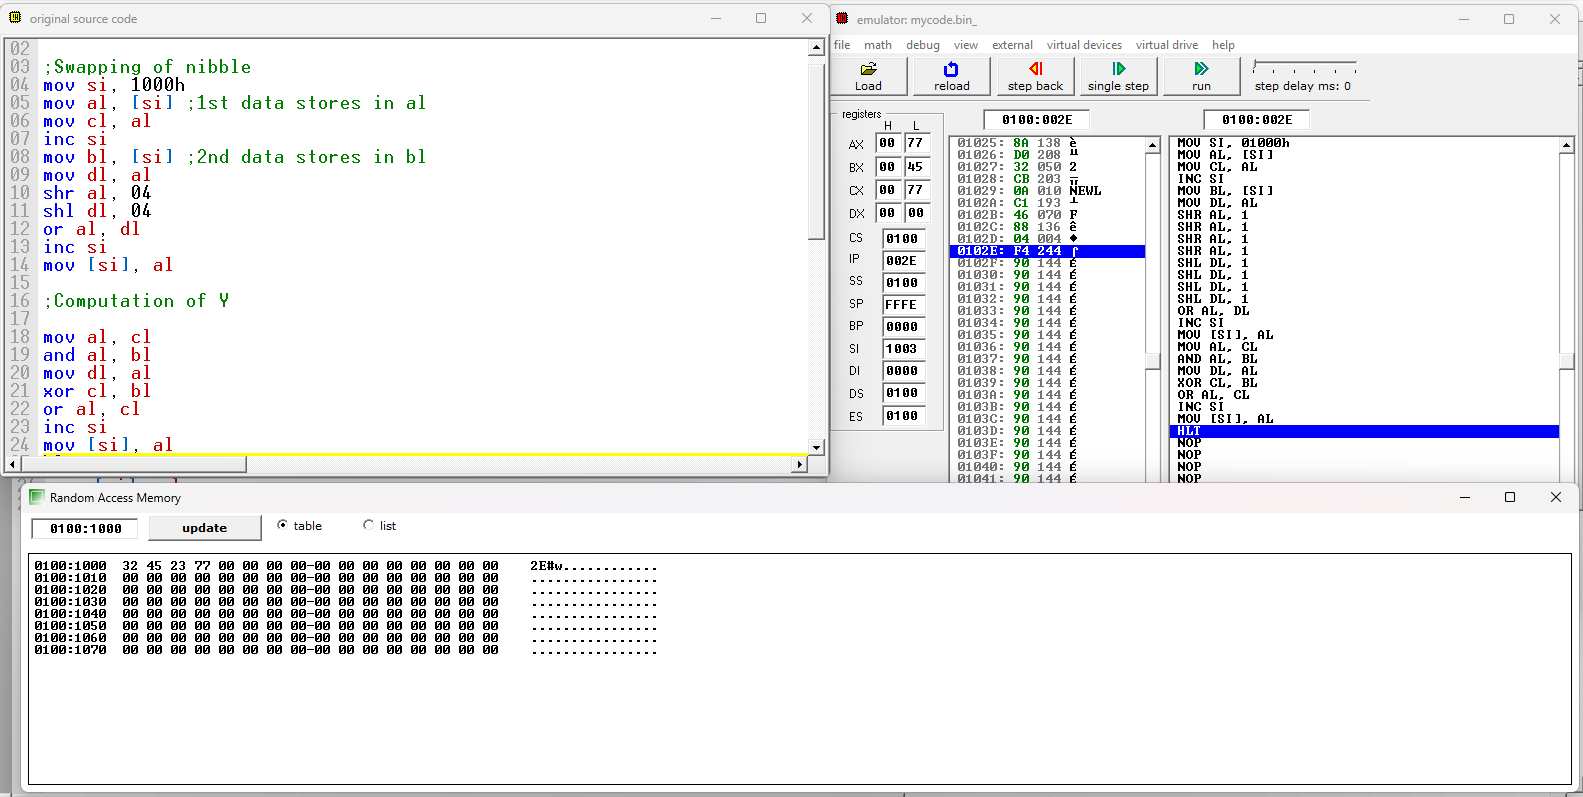 original source code
02
03 ;Swapping of nibble
04 mov si, 1000h
05 mov al, [si] ;1st data stores in al
06 mov cl, al
07 inc si
08 mov bl, [si] ;2nd data stores in bl
09 mov dl, al
10 shr al, 04
11 shl dl, 04
12 or al, dl
13 inc si
14 mov [si], al
15
16 ;Computation of Y
17
18 mov al, cl
19 and al, bl
20 mov dl, al
21 xor cl, bl
22 or al, cl
23 inc si
24 mov [si], al
emulator: mycode.bin_
file math debug view external virtual devices virtual drive help
Load reload step back single step run step delay ms: 0
registers 0100:002E 0100:002E
H L
AX 00 77
BX 00 45
CX 00 77
DX 00 00
CS 0100
IP 002E
SS 0100
SP FFFE
BP 0000
SI 1003
DI 0000
DS 0100
ES 0100
01025: 8A 138 è
01026: D0 208 ╨
01027: 32 050 2
01028: CB 203 ╦
01029: 0A 010 NEWL
0102A: C1 193 ┴
0102B: 46 070 F
0102C: 88 136 ê
0102D: 04 004 ♦
0102E: F4 244 ⌠
0102F: 90 144 É
01030: 90 144 É
01031: 90 144 É
01032: 90 144 É
01033: 90 144 É
01034: 90 144 É
01035: 90 144 É
01036: 90 144 É
01037: 90 144 É
01038: 90 144 É
01039: 90 144 É
0103A: 90 144 É
0103B: 90 144 É
0103C: 90 144 É
0103D: 90 144 É
0103E: 90 144 É
0103F: 90 144 É
01040: 90 144 É
01041: 90 144 É
MOV SI, 01000h
MOV AL, [SI]
MOV CL, AL
INC SI
MOV BL, [SI]
MOV DL, AL
SHR AL, 1
SHR AL, 1
SHR AL, 1
SHR AL, 1
SHL DL, 1
SHL DL, 1
SHL DL, 1
SHL DL, 1
OR AL, DL
INC SI
MOV [SI], AL
MOV AL, CL
AND AL, BL
MOV DL, AL
XOR CL, BL
OR AL, CL
INC SI
MOV [SI], AL
HLT
NOP
NOP
NOP
NOP
Random Access Memory
0100:1000 update table list
0100:1000 32 45 23 77 00 00 00 00-00 00 00 00 00 00 00 00 2E#w............
0100:1010 00 00 00 00 00 00 00 00-00 00 00 00 00 00 00 00 ................
0100:1020 00 00 00 00 00 00 00 00-00 00 00 00 00 00 00 00 ................
0100:1030 00 00 00 00 00 00 00 00-00 00 00 00 00 00 00 00 ................
0100:1040 00 00 00 00 00 00 00 00-00 00 00 00 00 00 00 00 ................
0100:1050 00 00 00 00 00 00 00 00-00 00 00 00 00 00 00 00 ................
0100:1060 00 00 00 00 00 00 00 00-00 00 00 00 00 00 00 00 ................
0100:1070 00 00 00 00 00 00 00 00-00 00 00 00 00 00 00 00 ................